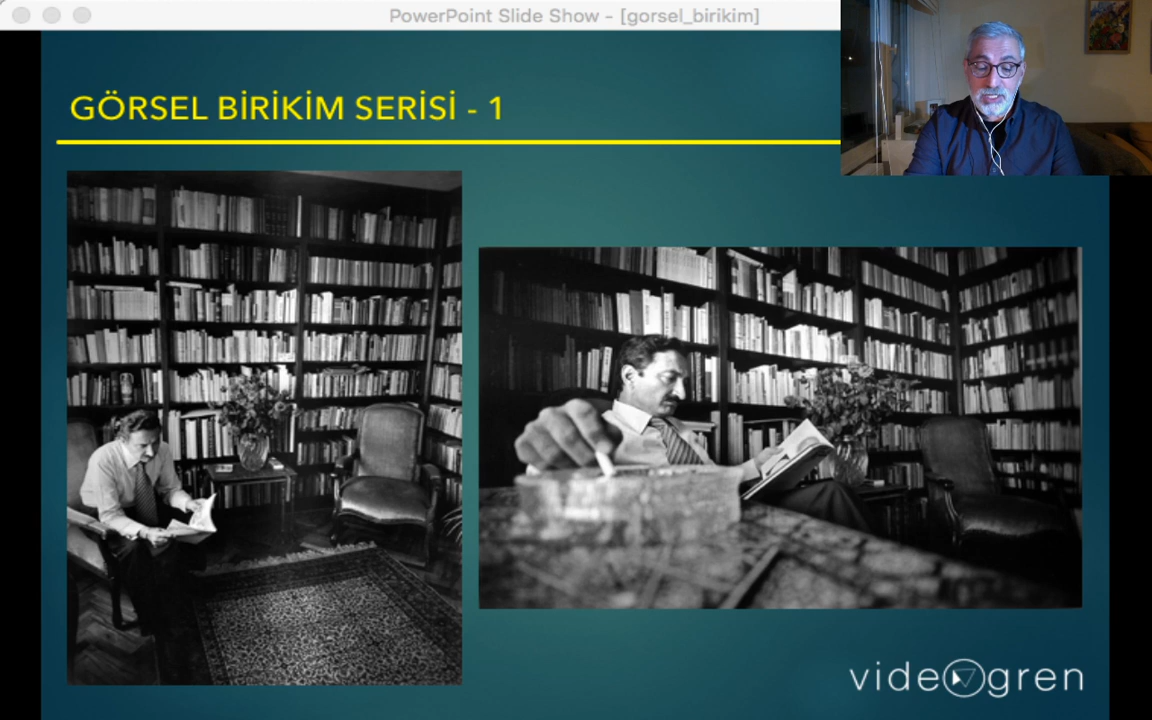 PowerPoint Slide Show - [gorsel_birikim]
GÖRSEL BİRİKİM SERİSİ - 1
videogren